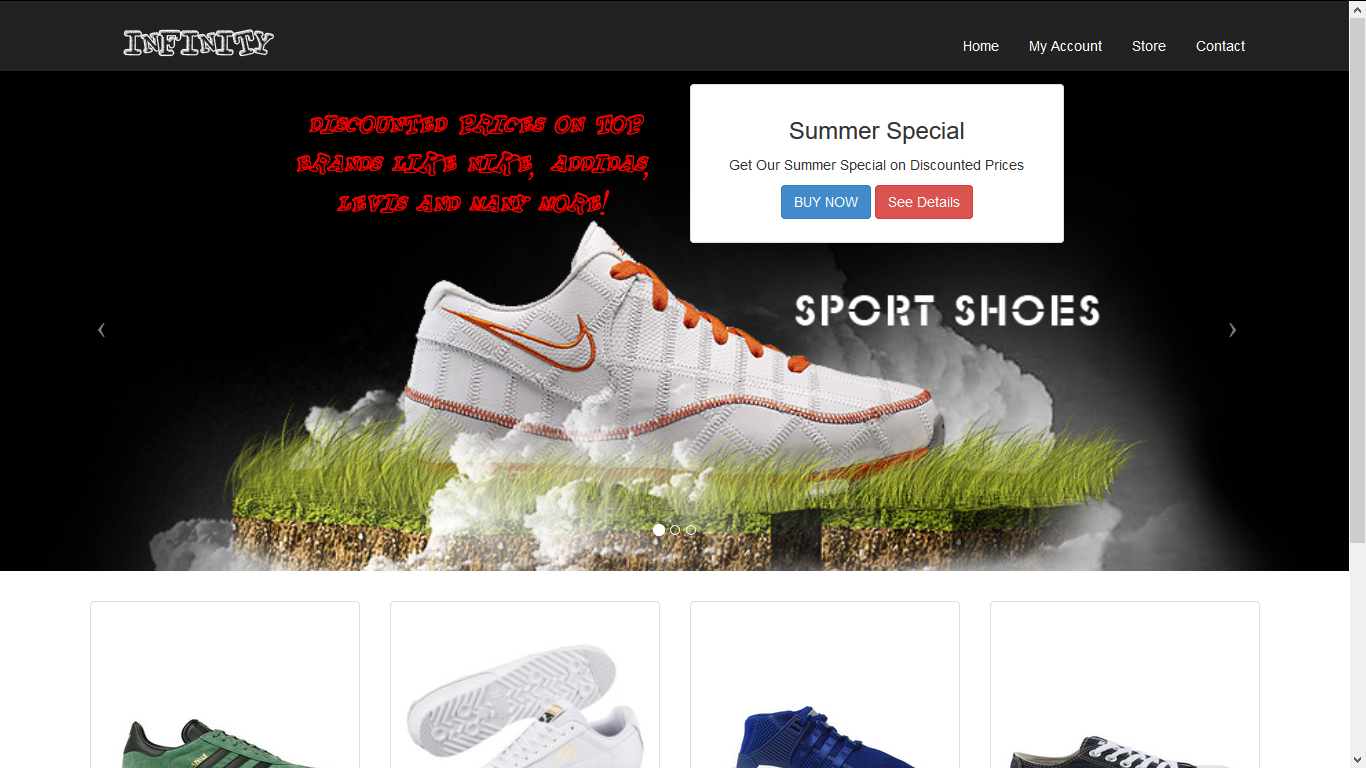 INFINITY
Home
My Account
Store
Contact
DISCOUNTED PRICES ON TOP
BRANDS LIKE NIKE, ADDIDAS,
LEVIS AND MANY MORE!
Summer Special
Get Our Summer Special on Discounted Prices
BUY NOW
See Details
SPORT SHOES